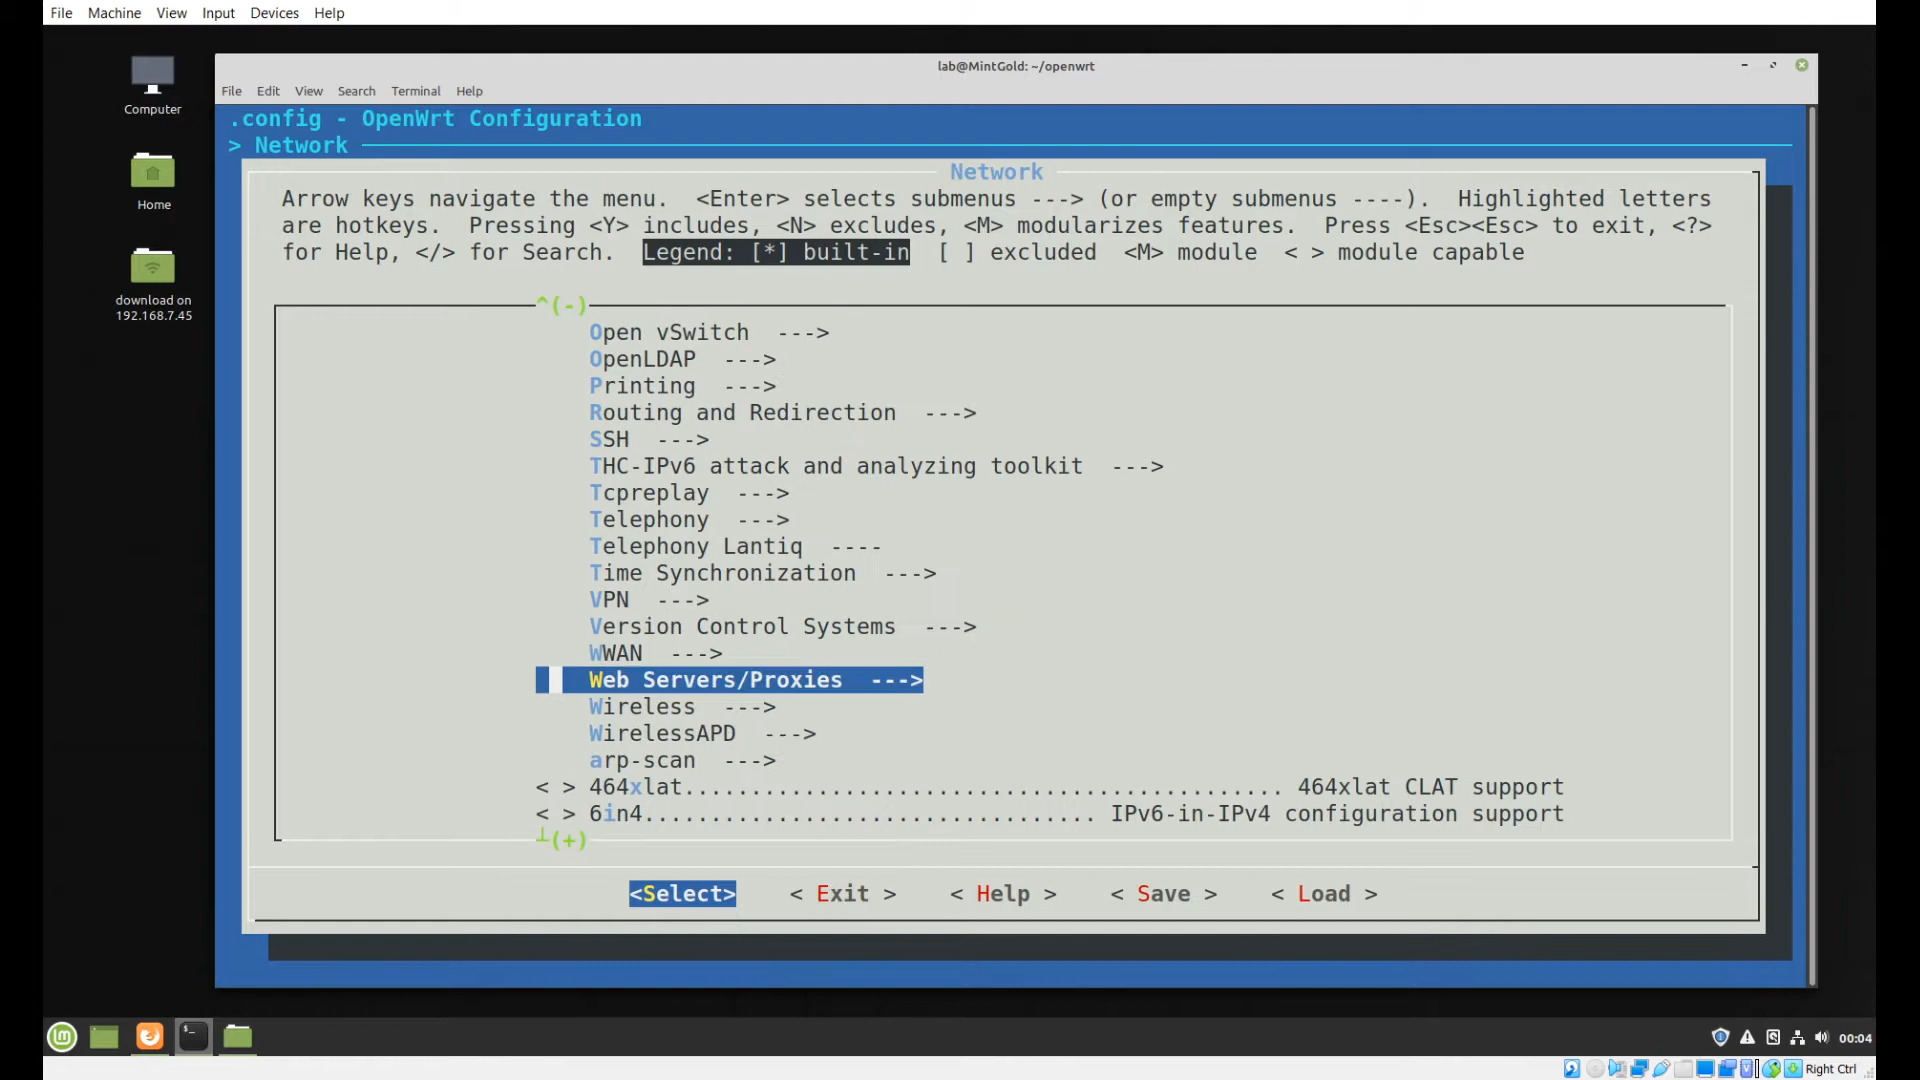 File Machine View Input Devices Help
lab@MintGold: ~/openwrt
File Edit View Search Terminal Help
Computer
Home
download on
192.168.7.45
.config - OpenWrt Configuration
> Network
Network
Arrow keys navigate the menu.  <Enter> selects submenus ---> (or empty submenus ----).  Highlighted letters
are hotkeys.  Pressing <Y> includes, <N> excludes, <M> modularizes features.  Press <Esc><Esc> to exit, <?>
for Help, </> for Search.  Legend: [*] built-in  [ ] excluded  <M> module  < > module capable
^(-)
Open vSwitch  --->
OpenLDAP  --->
Printing  --->
Routing and Redirection  --->
SSH  --->
THC-IPv6 attack and analyzing toolkit  --->
Tcpreplay  --->
Telephony  --->
Telephony Lantiq  ----
Time Synchronization  --->
VPN  --->
Version Control Systems  --->
WWAN  --->
Web Servers/Proxies  --->
Wireless  --->
WirelessAPD  --->
arp-scan  --->
< > 464xlat............................................. 464xlat CLAT support
< > 6in4.................................. IPv6-in-IPv4 configuration support
┴(+)
<Select>    < Exit >    < Help >    < Save >    < Load >
00:04
Right Ctrl